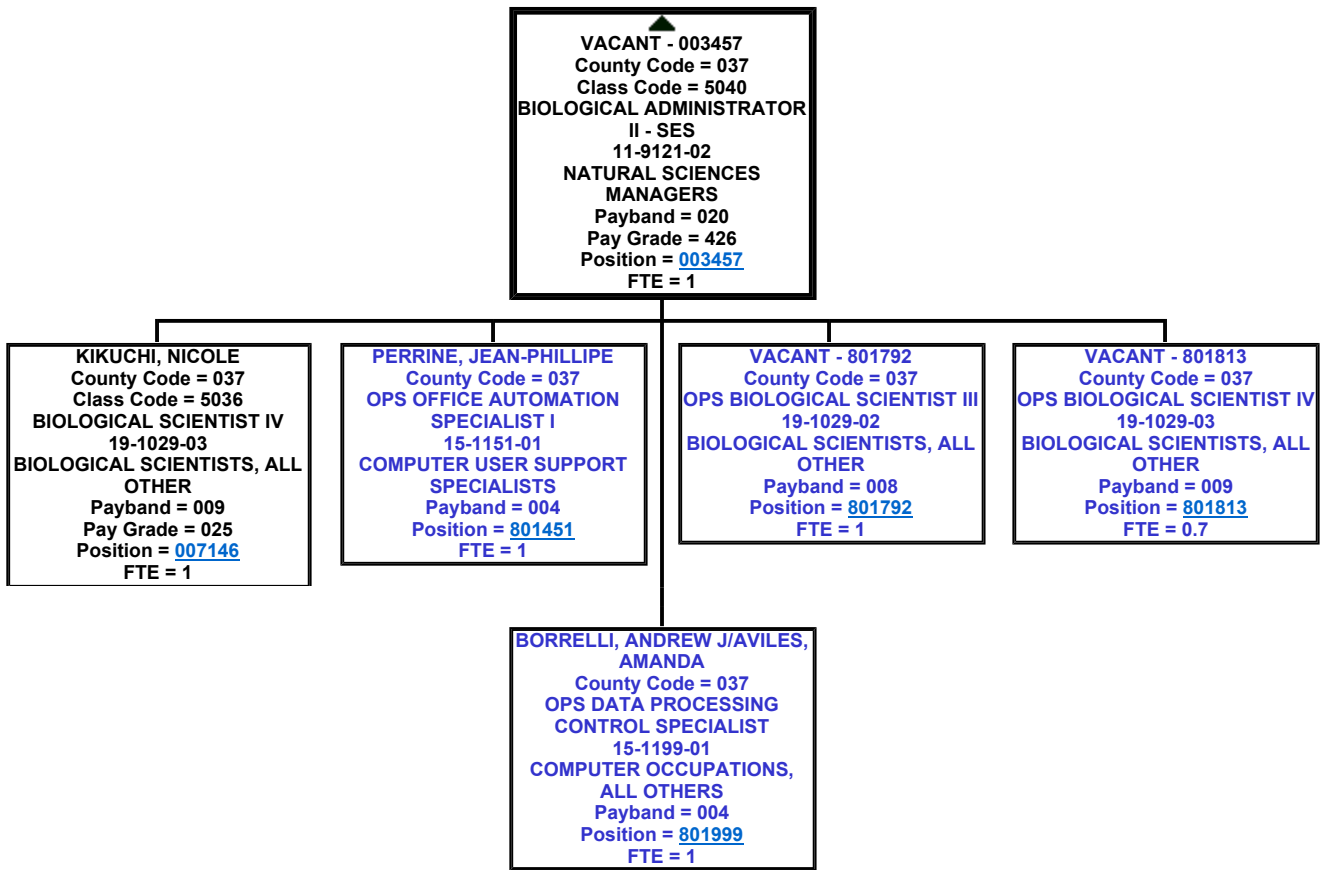 VACANT - 003457
County Code = 037
Class Code = 5040
BIOLOGICAL ADMINISTRATOR
II - SES
11-9121-02
NATURAL SCIENCES
MANAGERS
Payband = 020
Pay Grade = 426
Position = 003457
FTE = 1
KIKUCHI, NICOLE
County Code = 037
Class Code = 5036
BIOLOGICAL SCIENTIST IV
19-1029-03
BIOLOGICAL SCIENTISTS, ALL
OTHER
Payband = 009
Pay Grade = 025
Position = 007146
FTE = 1
PERRINE, JEAN-PHILLIPE
County Code = 037
OPS OFFICE AUTOMATION
SPECIALIST I
15-1151-01
COMPUTER USER SUPPORT
SPECIALISTS
Payband = 004
Position = 801451
FTE = 1
VACANT - 801792
County Code = 037
OPS BIOLOGICAL SCIENTIST III
19-1029-02
BIOLOGICAL SCIENTISTS, ALL
OTHER
Payband = 008
Position = 801792
FTE = 1
VACANT - 801813
County Code = 037
OPS BIOLOGICAL SCIENTIST IV
19-1029-03
BIOLOGICAL SCIENTISTS, ALL
OTHER
Payband = 009
Position = 801813
FTE = 0.7
BORRELLI, ANDREW J/AVILES,
AMANDA
County Code = 037
OPS DATA PROCESSING
CONTROL SPECIALIST
15-1199-01
COMPUTER OCCUPATIONS,
ALL OTHERS
Payband = 004
Position = 801999
FTE = 1